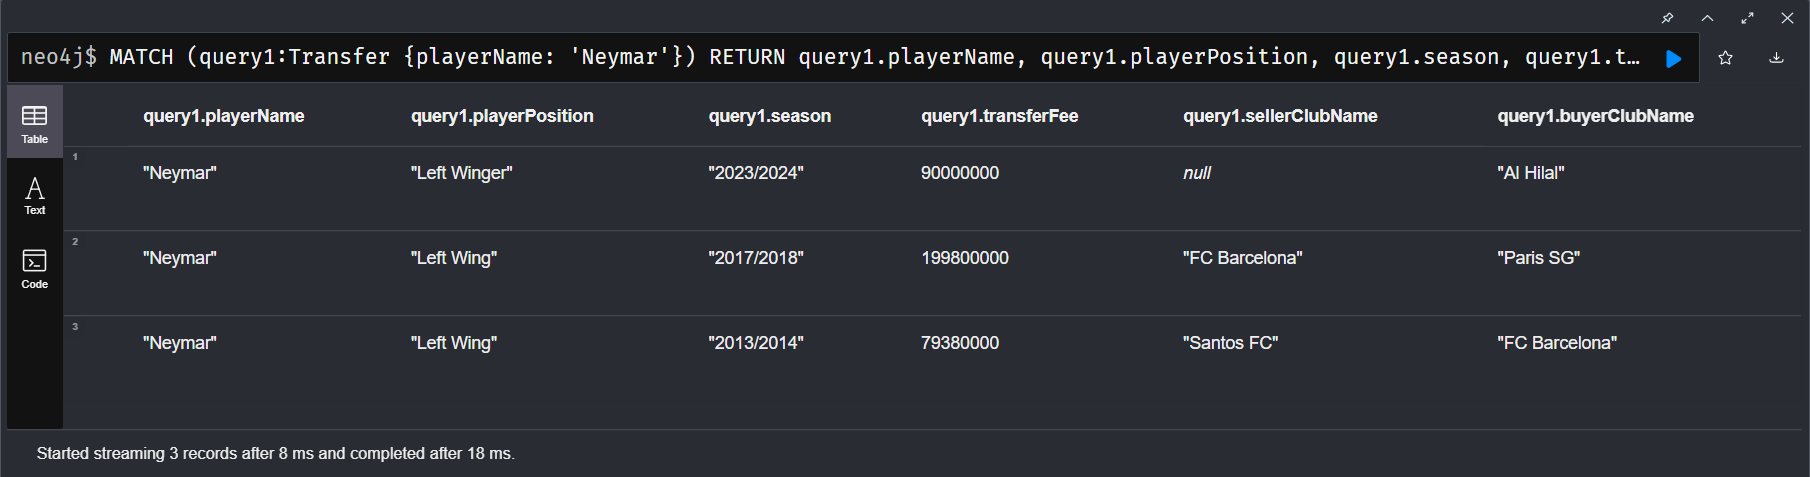 neo4j$ MATCH (query1:Transfer {playerName: 'Neymar'}) RETURN query1.playerName, query1.playerPosition, query1.season, query1.t…
Table
Text
Code
query1.playerName query1.playerPosition query1.season query1.transferFee query1.sellerClubName query1.buyerClubName
1 "Neymar" "Left Winger" "2023/2024" 90000000 null "Al Hilal"
2 "Neymar" "Left Wing" "2017/2018" 199800000 "FC Barcelona" "Paris SG"
3 "Neymar" "Left Wing" "2013/2014" 79380000 "Santos FC" "FC Barcelona"
Started streaming 3 records after 8 ms and completed after 18 ms.